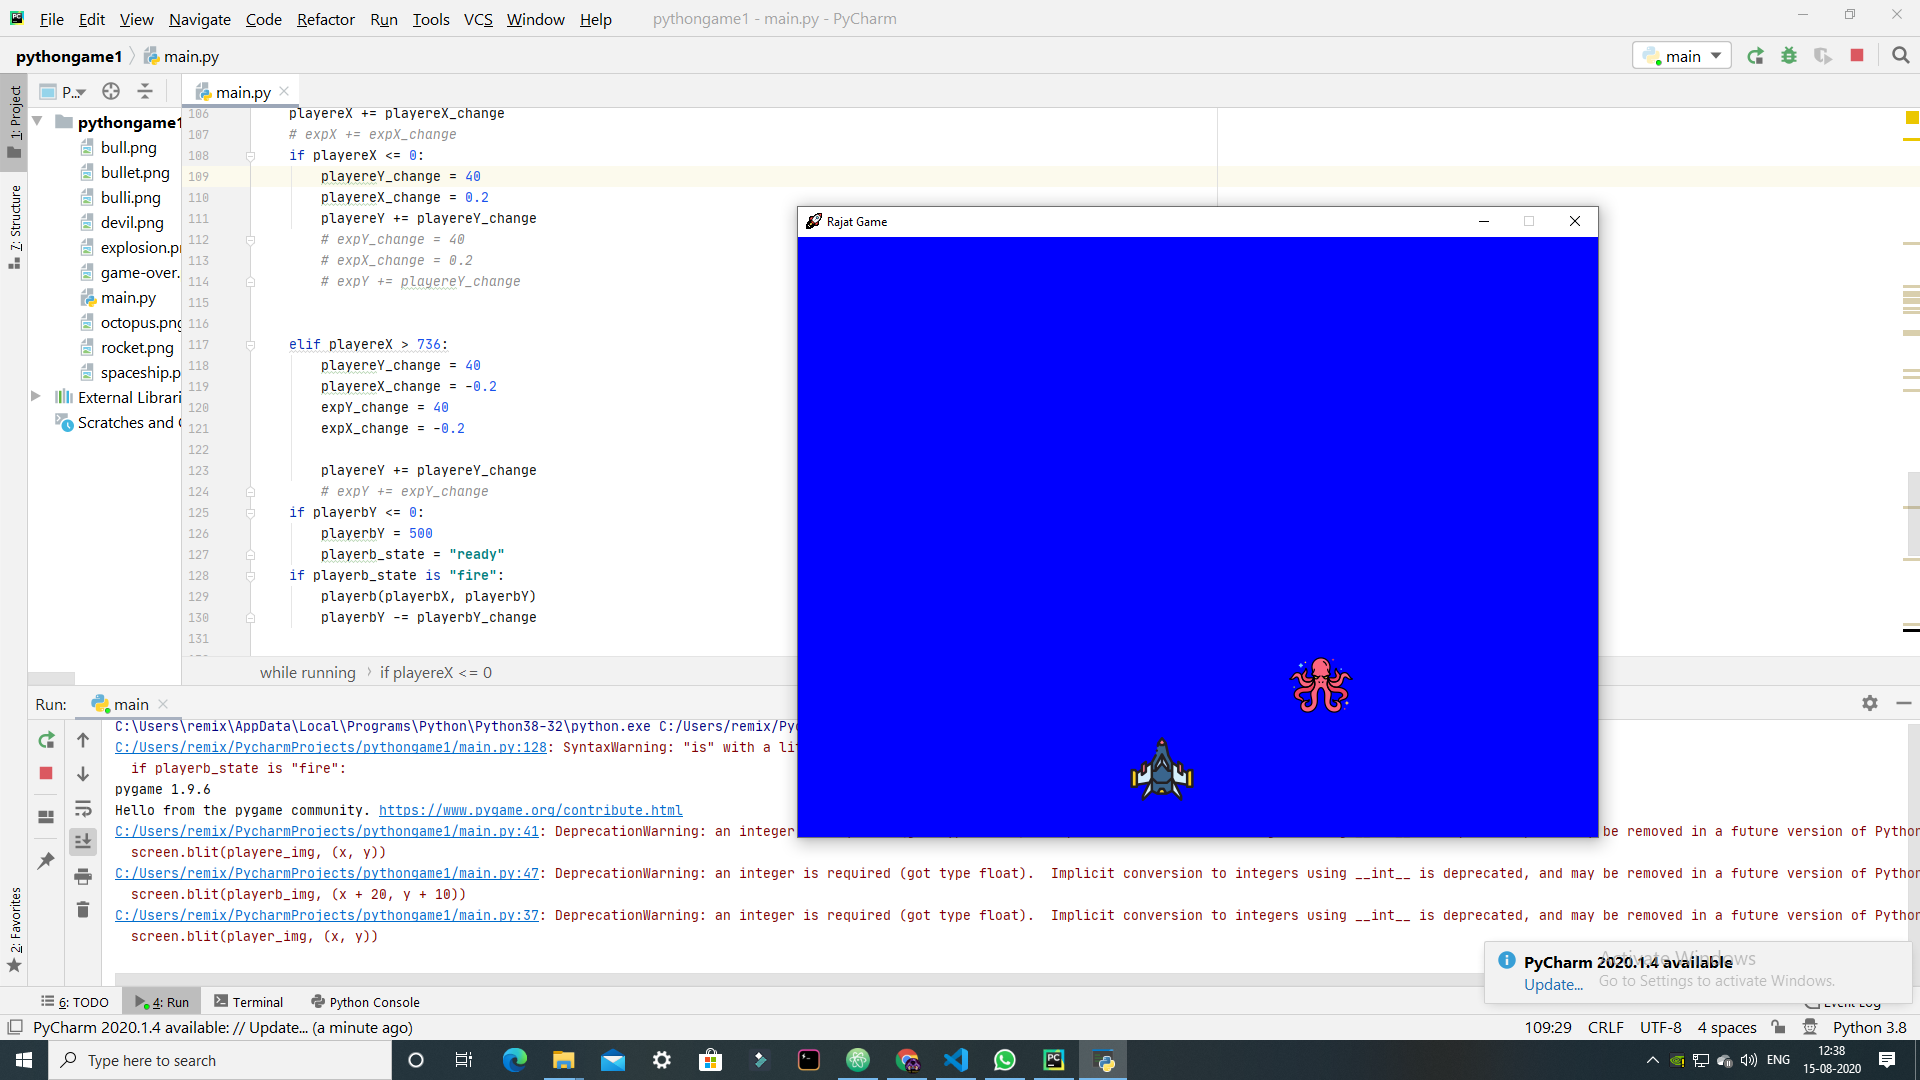 File Edit View Navigate Code Refactor Run Tools VCS Window Help pythongame1 - main.py - PyCharm
pythongame1 main.py main
1: Project
7: Structure
2: Favorites
P...
pythongame1
bull.png
bullet.png
bulli.png
devil.png
explosion.pn
game-over.
main.py
octopus.png
rocket.png
spaceship.p
External Librari
Scratches and
main.py
106 playereX += playereX_change
107 # expX += expX_change
108 if playereX <= 0:
109 playereY_change = 40
110 playereX_change = 0.2
111 playereY += playereY_change
112 # expY_change = 40
113 # expX_change = 0.2
114 # expY += playereY_change
115
116
117 elif playereX > 736:
118 playereY_change = 40
119 playereX_change = -0.2
120 expY_change = 40
121 expX_change = -0.2
122
123 playereY += playereY_change
124 # expY += expY_change
125 if playerbY <= 0:
126 playerbY = 500
127 playerb_state = "ready"
128 if playerb_state is "fire":
129 playerb(playerbX, playerbY)
130 playerbY -= playerbY_change
131
while running if playereX <= 0
Rajat Game
Run: main
C:\Users\remix\AppData\Local\Programs\Python\Python38-32\python.exe C:/Users/remix/Py
C:/Users/remix/PycharmProjects/pythongame1/main.py:128: SyntaxWarning: "is" with a li
if playerb_state is "fire":
pygame 1.9.6
Hello from the pygame community. https://www.pygame.org/contribute.html
C:/Users/remix/PycharmProjects/pythongame1/main.py:41: DeprecationWarning: an integer be removed in a future version of Python
screen.blit(playere_img, (x, y))
C:/Users/remix/PycharmProjects/pythongame1/main.py:47: DeprecationWarning: an integer is required (got type float). Implicit conversion to integers using __int__ is deprecated, and may be removed in a future version of Python
screen.blit(playerb_img, (x + 20, y + 10))
C:/Users/remix/PycharmProjects/pythongame1/main.py:37: DeprecationWarning: an integer is required (got type float). Implicit conversion to integers using __int__ is deprecated, and may be removed in a future version of Python
screen.blit(player_img, (x, y))
PyCharm 2020.1.4 available
Update...
Activate Windows
Go to Settings to activate Windows.
6: TODO 4: Run Terminal Python Console Event Log
PyCharm 2020.1.4 available: // Update... (a minute ago) 109:29 CRLF UTF-8 4 spaces Python 3.8
Type here to search ENG 12:38
15-08-2020